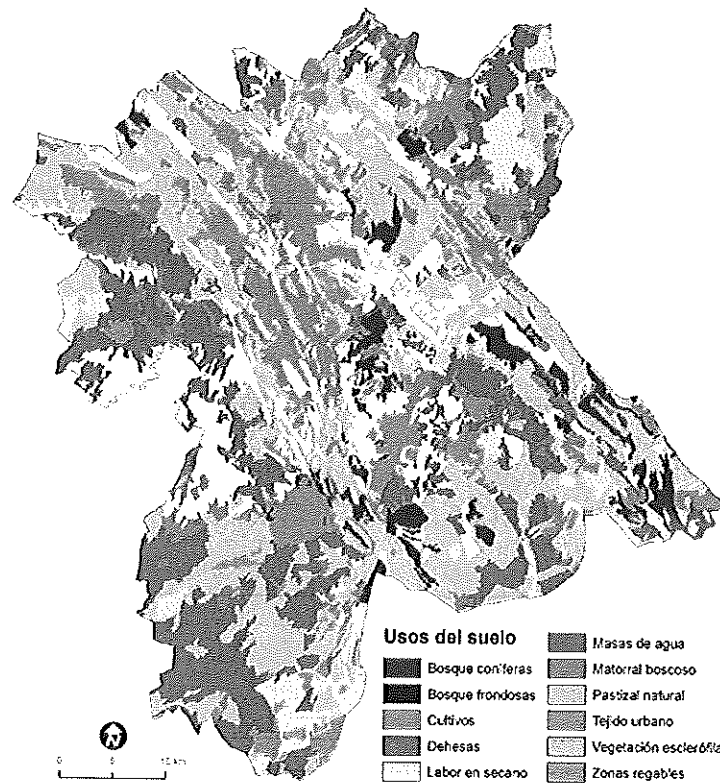 Usos del suelo
Bosque coníferas
Bosque frondosas
Cultivos
Dehesas
Labor en secano
Masas de agua
Matorral boscoso
Pastizal natural
Tejido urbano
Vegetación esclerófila
Zonas regables
0 5 10 km